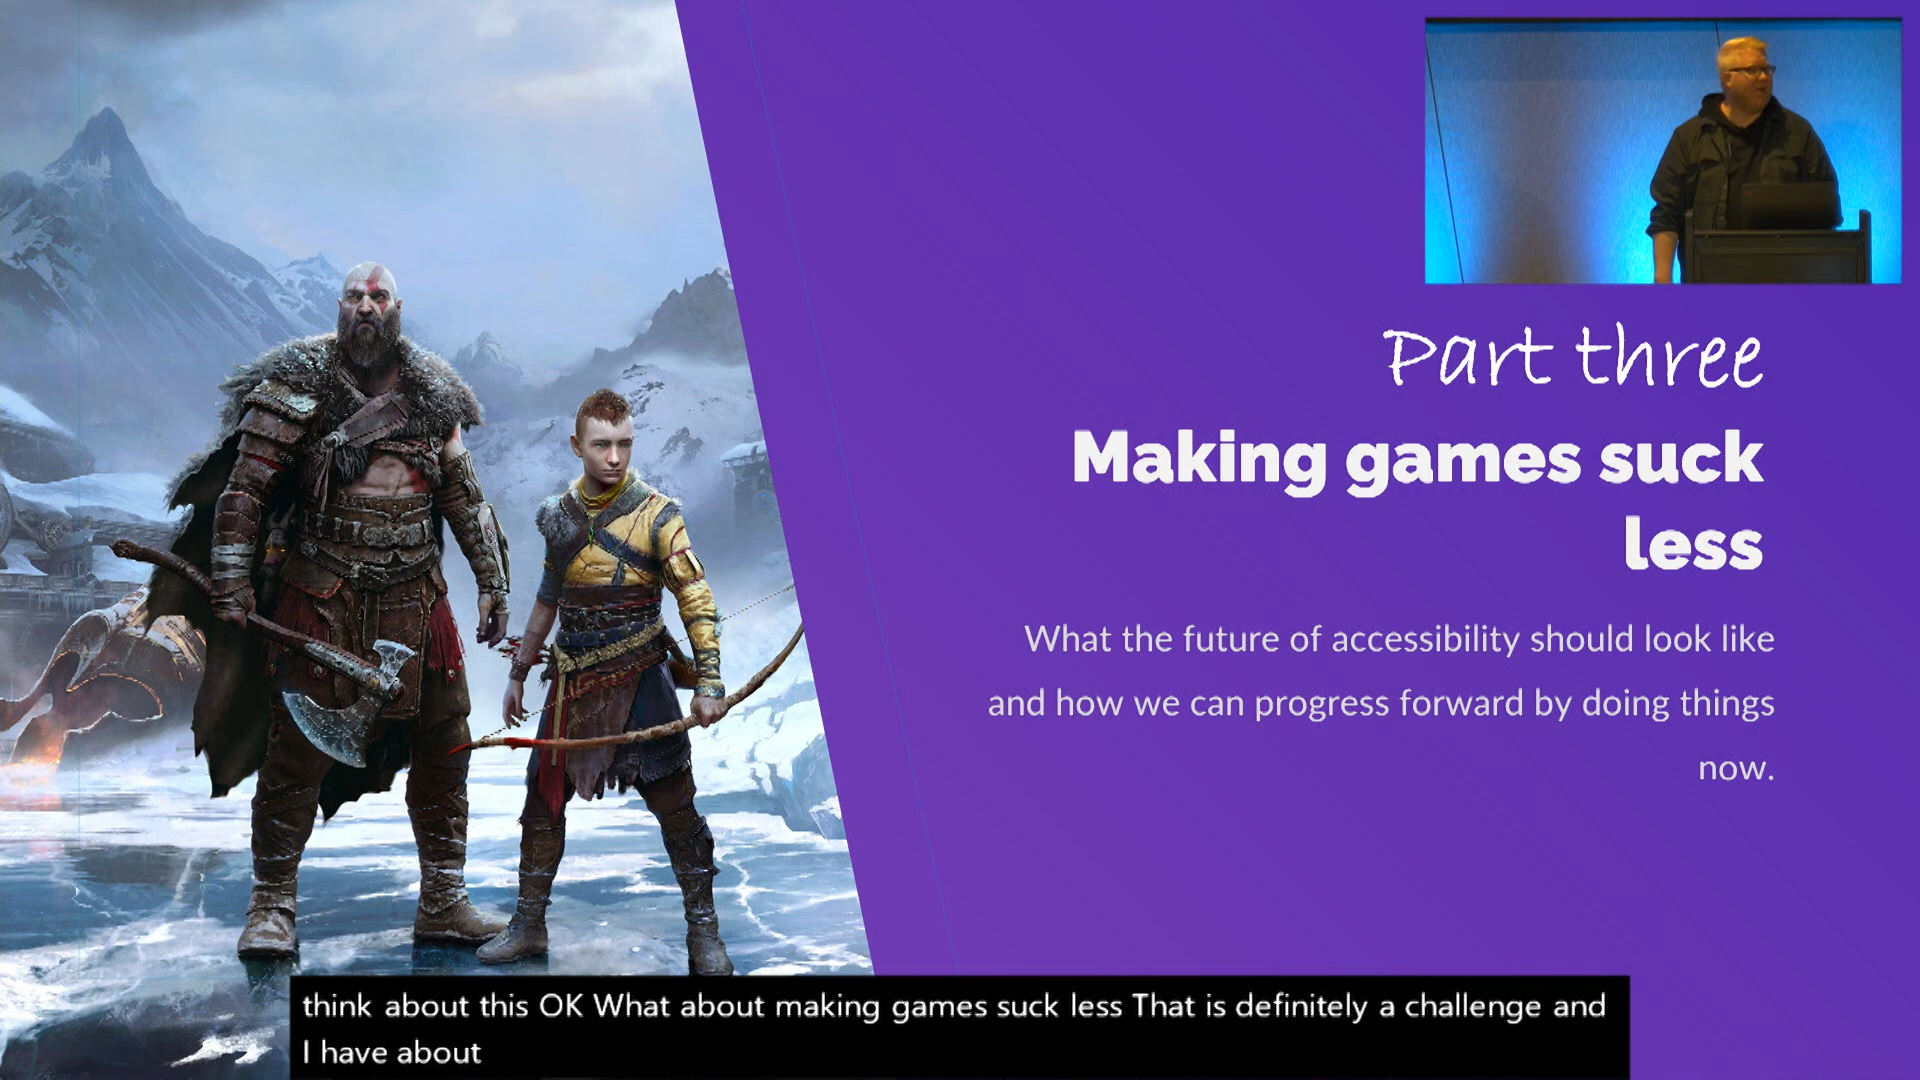 Part three
Making games suck
less
What the future of accessibility should look like
and how we can progress forward by doing things
now.
think about this OK What about making games suck less That is definitely a challenge and
I have about